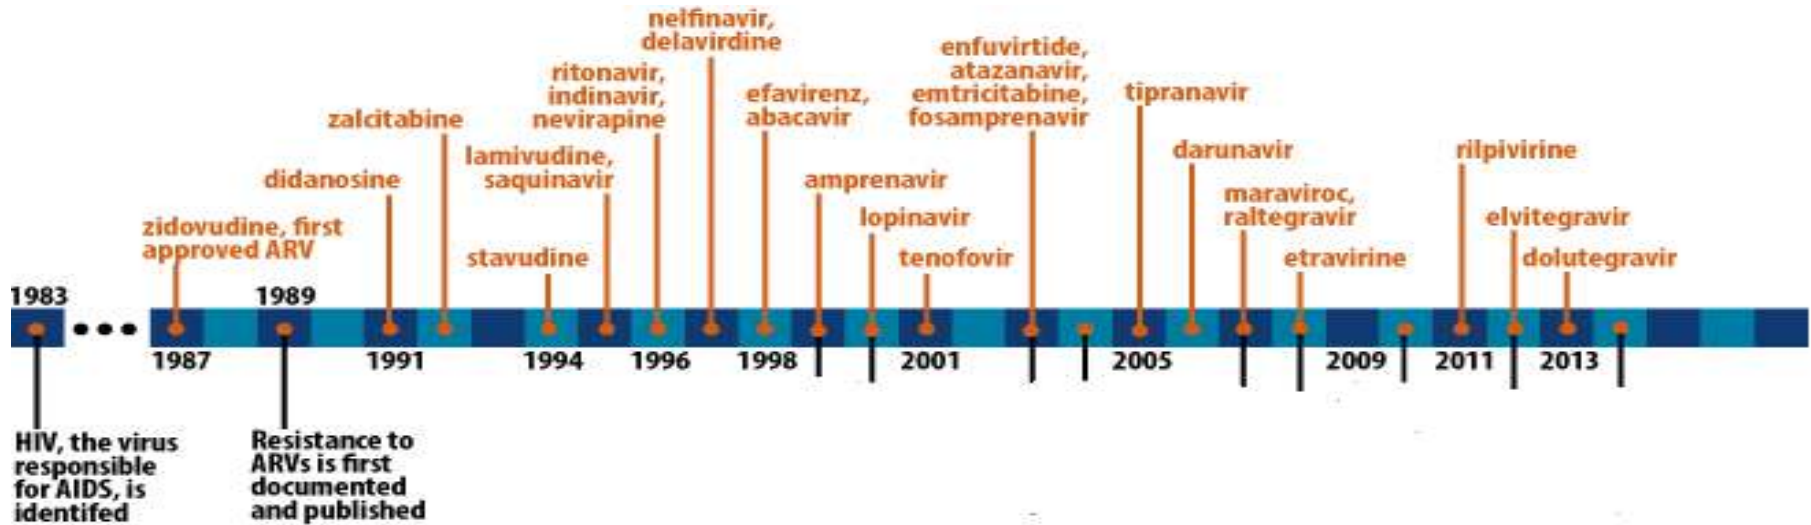 nelfinavir,
delavirdine
enfuvirtide,
atazanavir,
emtricitabine,
fosamprenavir
ritonavir,
indinavir,
nevirapine
efavirenz,
abacavir
tipranavir
zalcitabine
lamivudine,
saquinavir
darunavir
rilpivirine
didanosine
amprenavir
maraviroc,
raltegravir
zidovudine, first
approved ARV
lopinavir
elvitegravir
stavudine
tenofovir
etravirine
dolutegravir
1983
1989
1987
1991
1994
1996
1998
2001
2005
2009
2011
2013
HIV, the virus
responsible
for AIDS, is
identifed
Resistance to
ARVs is first
documented
and published